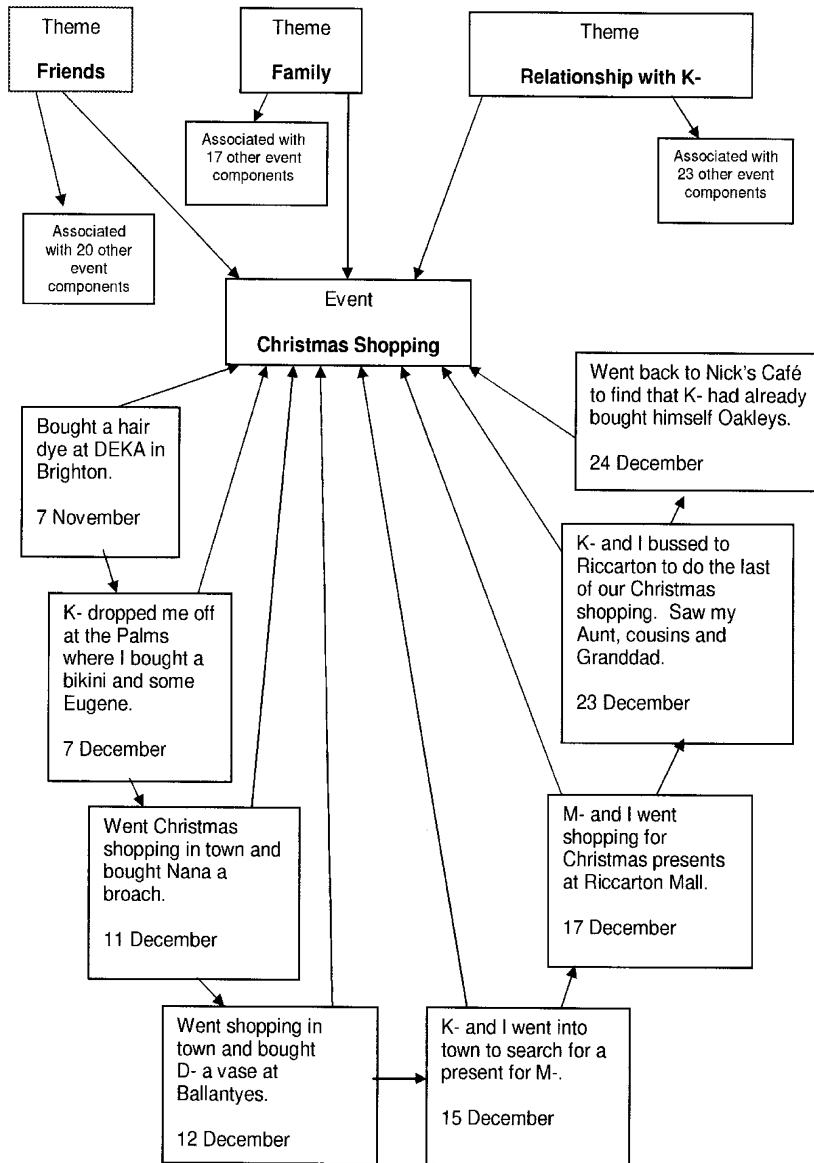 Theme
Friends
Theme
Family
Theme
Relationship with K-
Associated with
17 other event
components
Associated with
23 other event
components
Associated
with 20 other
event
components
Event
Christmas Shopping
Bought a hair
dye at DEKA in
Brighton.
7 November
K- dropped me off
at the Palms
where I bought a
bikini and some
Eugene.
7 December
Went Christmas
shopping in town and
bought Nana a
broach.
11 December
Went shopping in
town and bought
D- a vase at
Ballantyes.
12 December
K- and I went into
town to search for a
present for M-.
15 December
M- and I went
shopping for
Christmas presents
at Riccarton Mall.
17 December
K- and I bussed to
Riccarton to do the last
of our Christmas
shopping.  Saw my
Aunt, cousins and
Granddad.
23 December
Went back to Nick's Café
to find that K- had already
bought himself Oakleys.
24 December